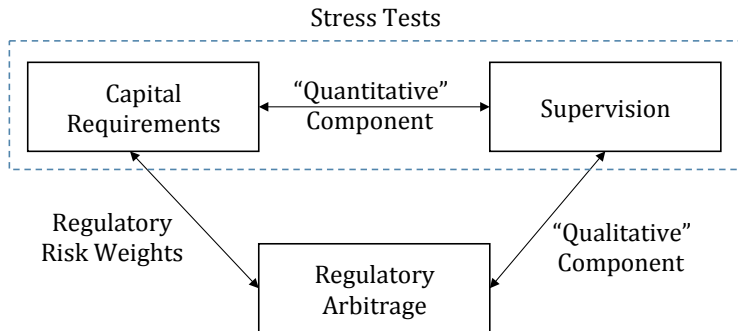 Stress Tests
Capital
Requirements
“Quantitative”
Component
Supervision
Regulatory
Risk Weights
“Qualitative”
Component
Regulatory
Arbitrage